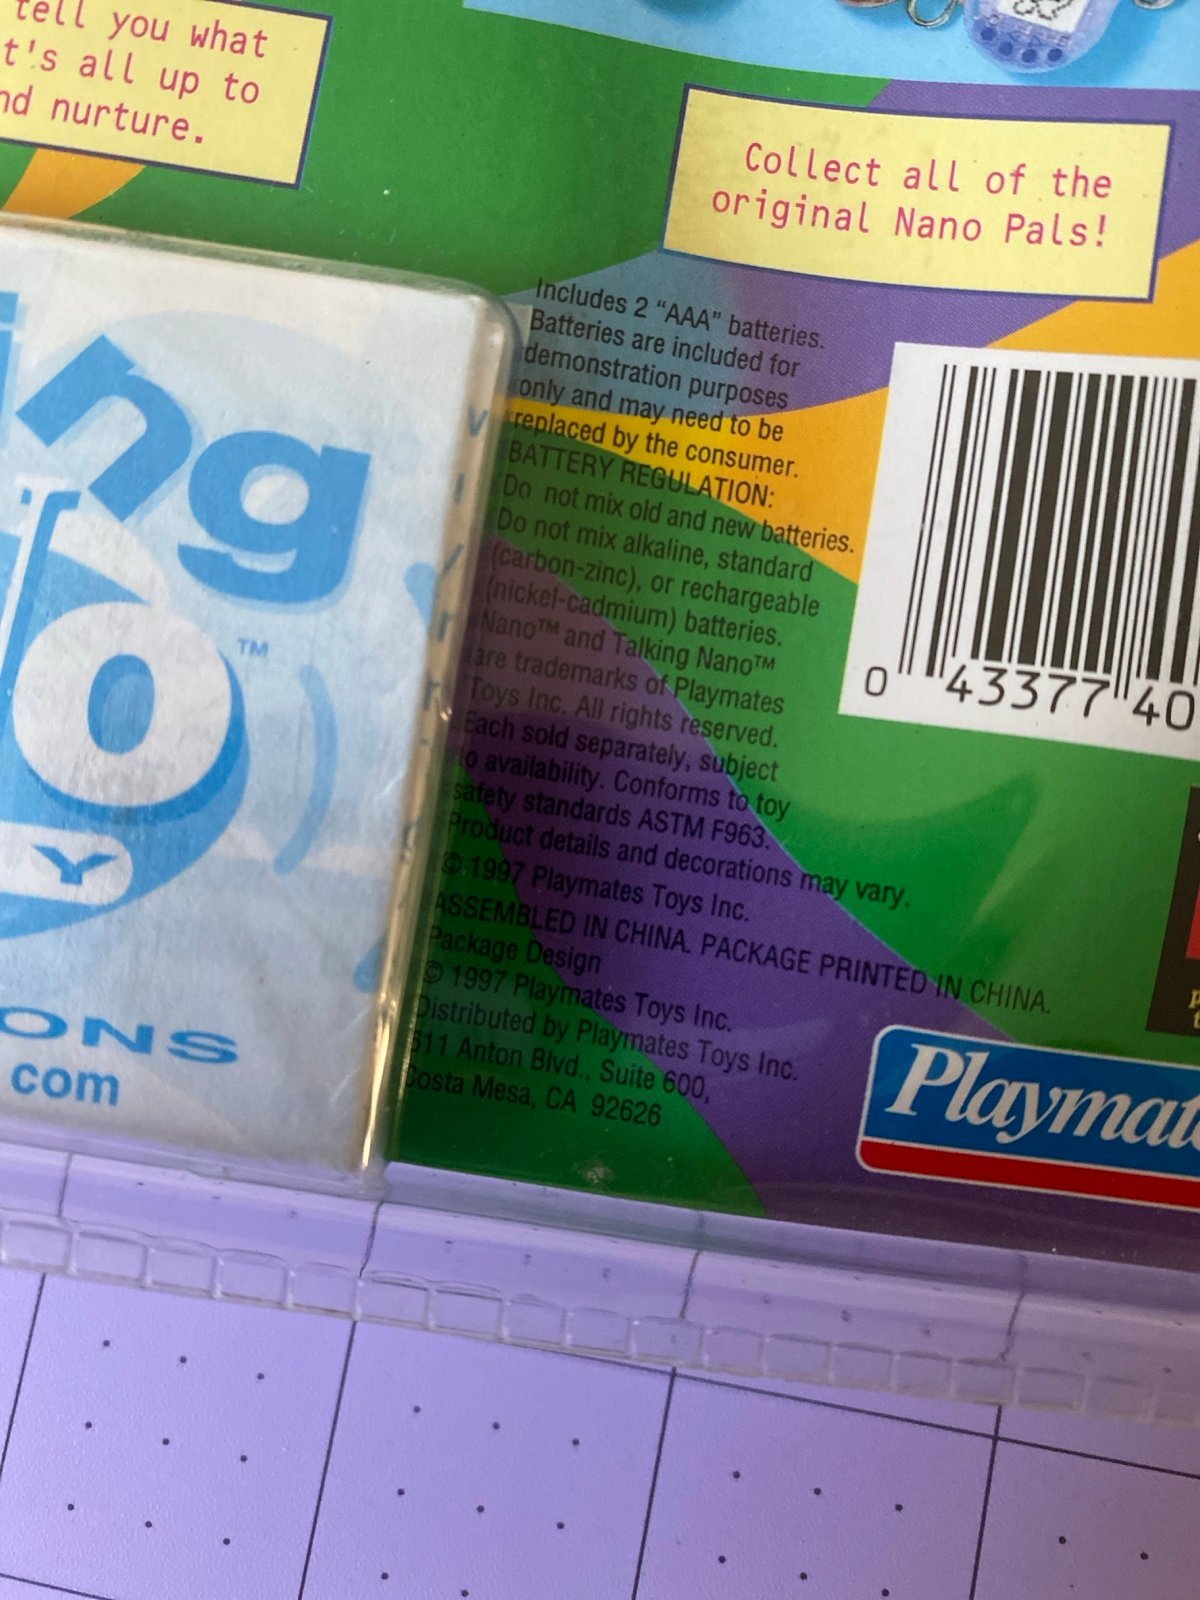 tell you what
t's all up to
nd nurture.
Collect all of the
original Nano Pals!
Includes 2 “AAA” batteries.
Batteries are included for
demonstration purposes
only and may need to be
replaced by the consumer.
BATTERY REGULATION:
Do not mix old and new batteries.
Do not mix alkaline, standard
(carbon-zinc), or rechargeable
(nickel-cadmium) batteries.
Nano™ and Talking Nano™
are trademarks of Playmates
Toys Inc. All rights reserved.
Each sold separately, subject
to availability. Conforms to toy
safety standards ASTM F963.
Product details and decorations may vary.
© 1997 Playmates Toys Inc.
ASSEMBLED IN CHINA. PACKAGE PRINTED IN CHINA.
Package Design
© 1997 Playmates Toys Inc.
Distributed by Playmates Toys Inc.
611 Anton Blvd., Suite 600,
Costa Mesa, CA 92626
0 43377 40
Playmat
ing
o™
Y
ONS
com